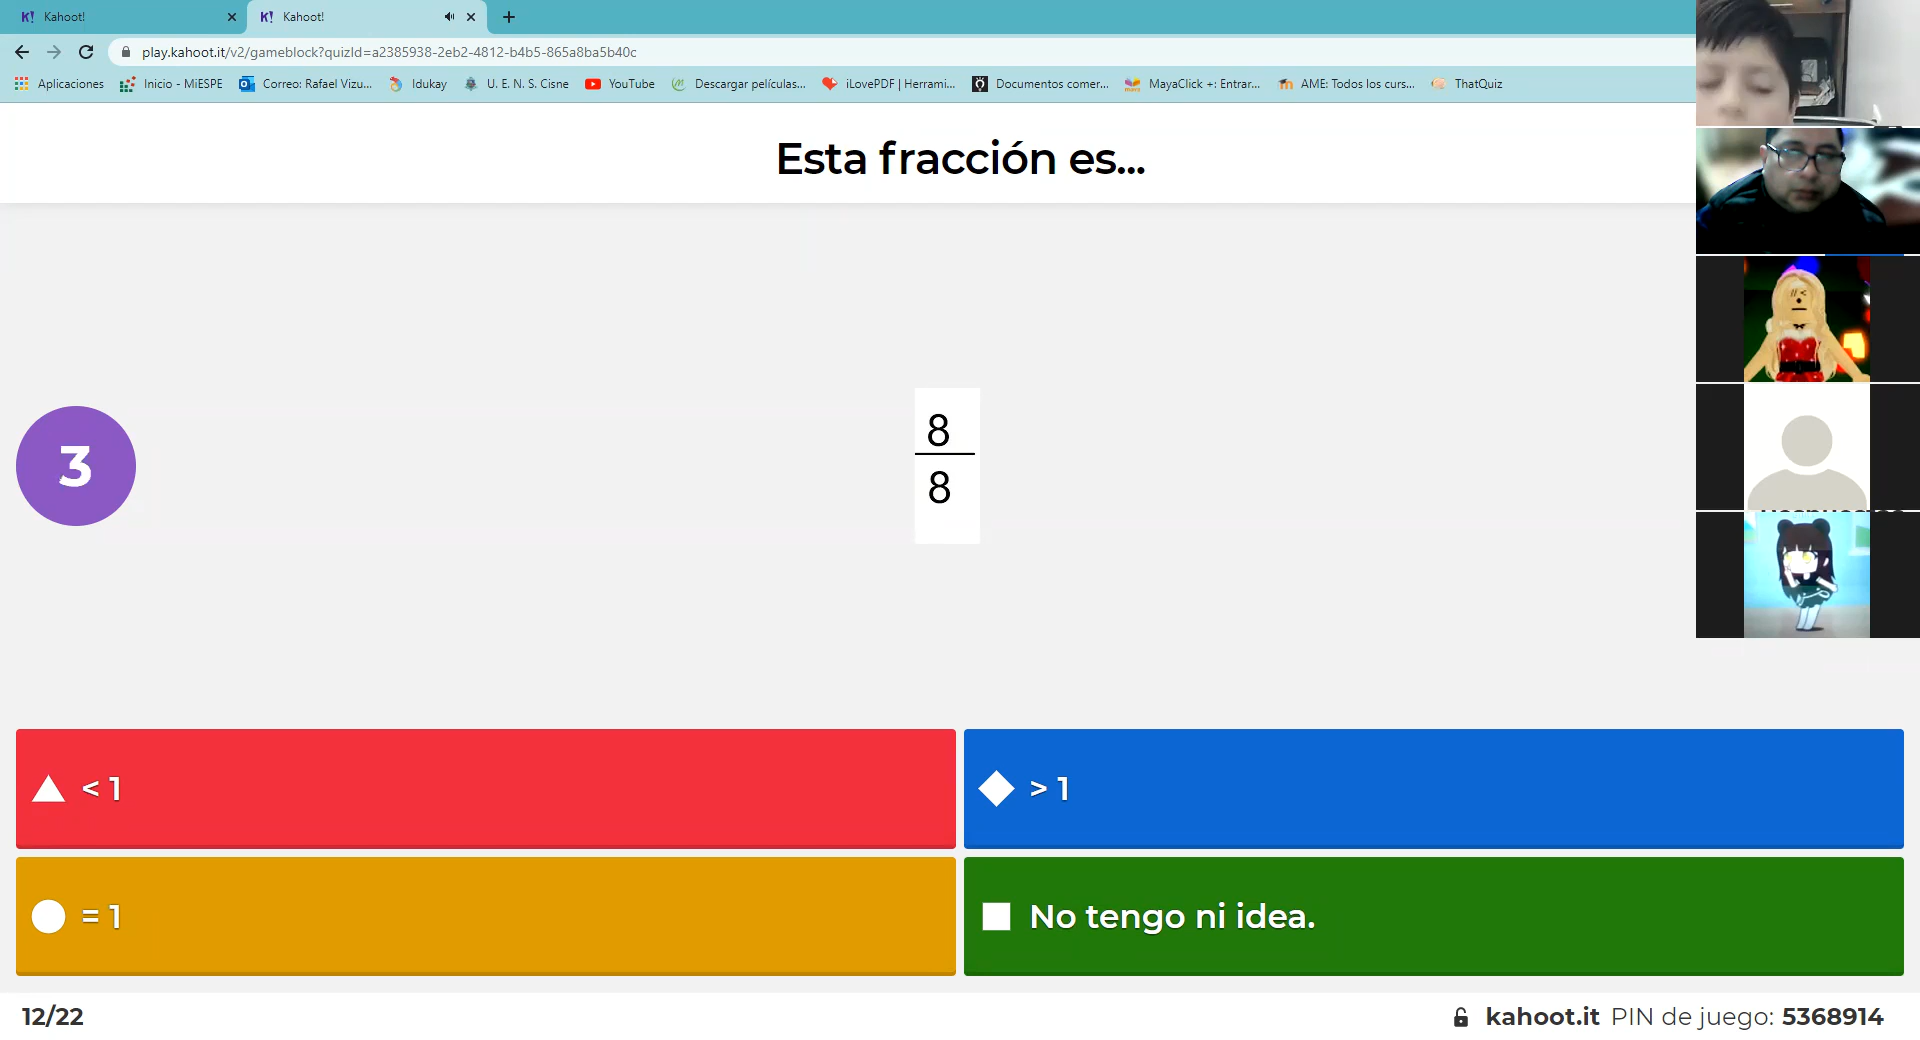 Kahoot!
Kahoot!
play.kahoot.it/v2/gameblock?quizId=a2385938-2eb2-4812-b4b5-865a8ba5b40c
Aplicaciones
Inicio - MiESPE
Correo: Rafael Vizu...
Idukay
U. E. N. S. Cisne
YouTube
Descargar películas...
iLovePDF | Herrami...
Documentos comer...
MayaClick +: Entrar...
AME: Todos los curs...
ThatQuiz
Esta fracción es...
3
8
8
< 1
> 1
= 1
No tengo ni idea.
12/22
kahoot.it PIN de juego: 5368914